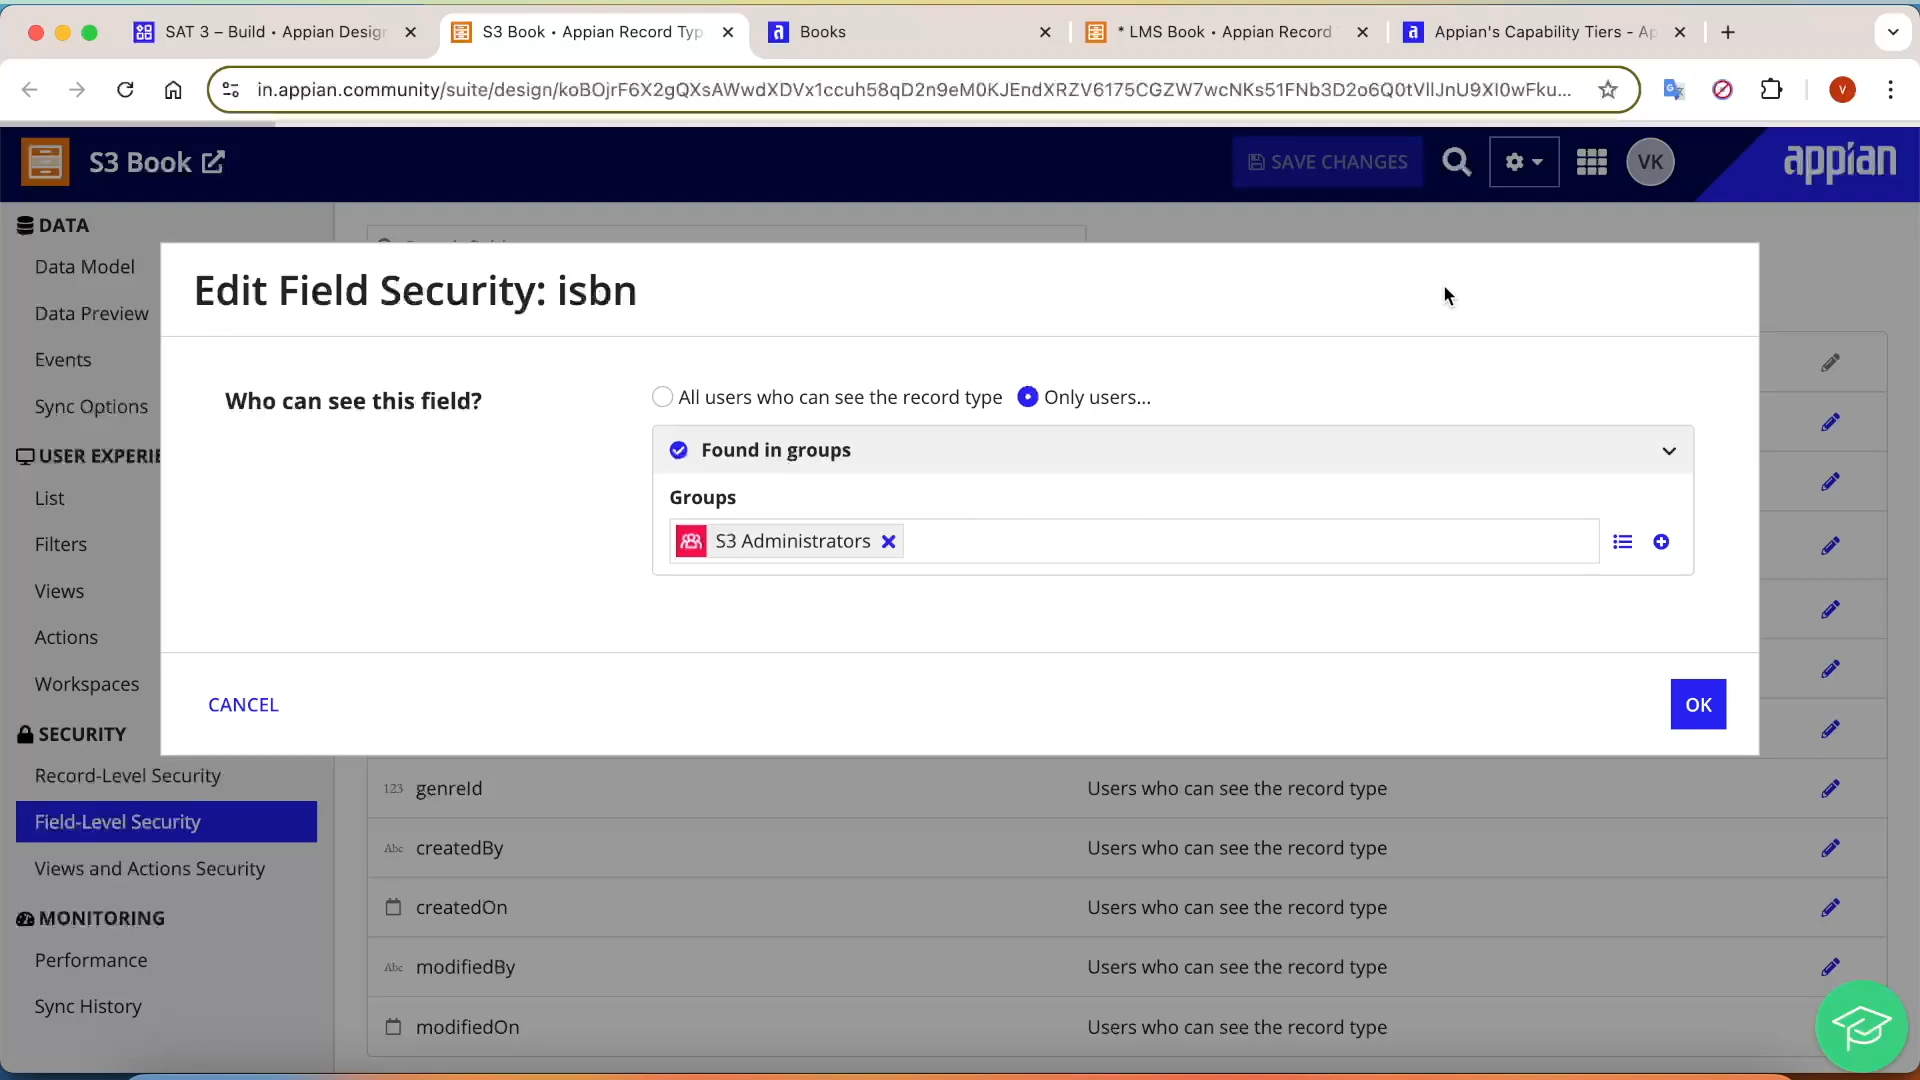 SAT 3 – Build • Appian Desig
S3 Book • Appian Record Typ
Books
* LMS Book • Appian Record
Appian's Capability Tiers - Ap
in.appian.community/suite/design/koBOjrF6X2gQXsAWwdXDVx1ccuh58qD2n9eM0KJEndXRZV6175CGZW7wcNKs51FNb3D2o6Q0tVllJnU9XI0wFku...
V
S3 Book
SAVE CHANGES
VK
appian
DATA
Data Model
Data Preview
Events
Sync Options
USER EXPERIE
List
Filters
Views
Actions
Workspaces
SECURITY
Record-Level Security
Field-Level Security
Views and Actions Security
MONITORING
Performance
Sync History
Edit Field Security: isbn
Who can see this field?
All users who can see the record type
Only users...
Found in groups
Groups
S3 Administrators
CANCEL
OK
123 genreId Users who can see the record type
Abc createdBy Users who can see the record type
createdOn Users who can see the record type
Abc modifiedBy Users who can see the record type
modifiedOn Users who can see the record type